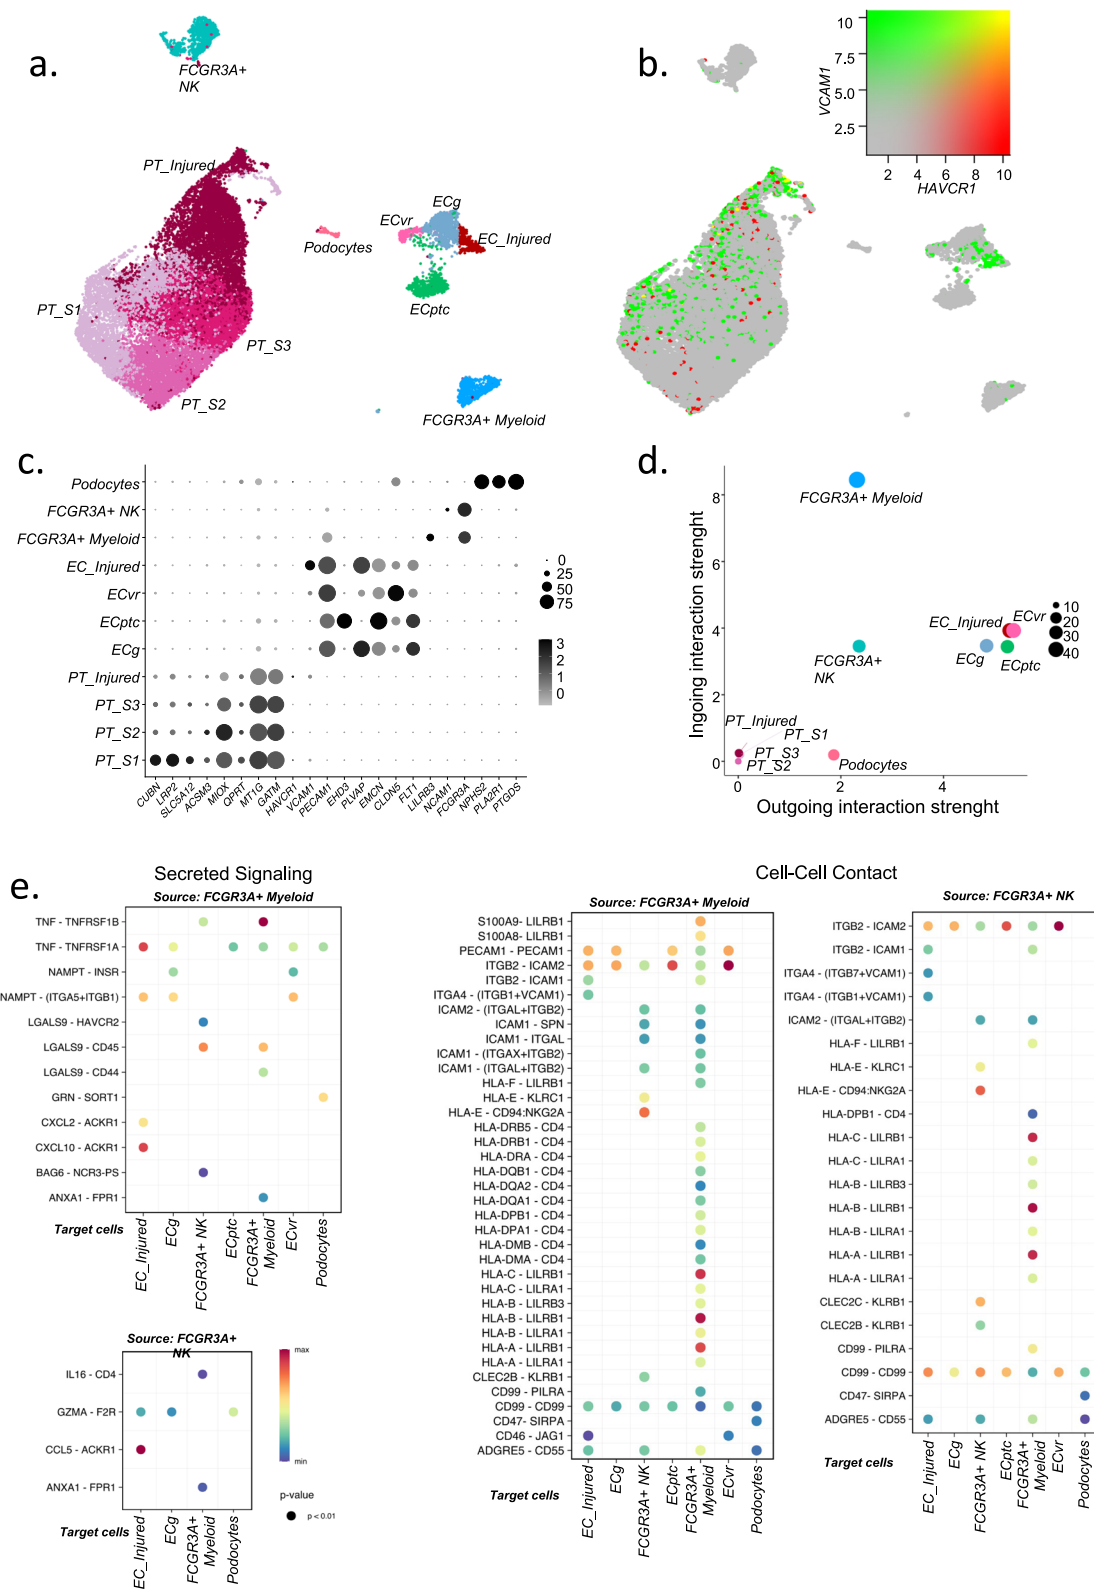 a.
FCGR3A+
NK
PT_Injured
ECg
ECvr
EC_Injured
Podocytes
ECptc
PT_S1
PT_S3
PT_S2
FCGR3A+ Myeloid
b.
10
7.5
5.0
2.5
VCAM1
2 4 6 8 10
HAVCR1
c.
Podocytes
FCGR3A+ NK
FCGR3A+ Myeloid
EC_Injured
ECvr
ECptc
ECg
PT_Injured
PT_S3
PT_S2
PT_S1
CUBN
LRP2
SLC5A12
ACSM3
MIOX
QPRT
MT1G
GATM
HAVCR1
VCAM1
PECAM1
EHD3
PLVAP
EMCN
CLDN5
FLT1
LILRB3
NCAM1
FCGR3A
NPHS2
PLA2R1
PTGDS
0
25
50
75
3
2
1
0
d.
Ingoing interaction strenght
8
6
4
2
0
FCGR3A+ Myeloid
EC_Injured
ECvr
FCGR3A+
NK
ECg
ECptc
PT_Injured
PT_S1
PT_S3
PT_S2
Podocytes
10
20
30
40
0 2 4
Outgoing interaction strenght
e.
Secreted Signaling
Source: FCGR3A+ Myeloid
TNF - TNFRSF1B
TNF - TNFRSF1A
NAMPT - INSR
NAMPT - (ITGA5+ITGB1)
LGALS9 - HAVCR2
LGALS9 - CD45
LGALS9 - CD44
GRN - SORT1
CXCL2 - ACKR1
CXCL10 - ACKR1
BAG6 - NCR3-PS
ANXA1 - FPR1
Target cells
EC_Injured
ECg
FCGR3A+ NK
ECptc
FCGR3A+
Myeloid
ECvr
Podocytes
Source: FCGR3A+
NK
IL16 - CD4
GZMA - F2R
CCL5 - ACKR1
ANXA1 - FPR1
Target cells
EC_Injured
ECg
FCGR3A+
Myeloid
Podocytes
max
min
p-value
p < 0.01
Cell-Cell Contact
Source: FCGR3A+ Myeloid
S100A9- LILRB1
S100A8- LILRB1
PECAM1 - PECAM1
ITGB2 - ICAM2
ITGB2 - ICAM1
ITGA4 - (ITGB1+VCAM1)
ICAM2 - (ITGAL+ITGB2)
ICAM1 - SPN
ICAM1 - ITGAL
ICAM1 - (ITGAX+ITGB2)
ICAM1 - (ITGAL+ITGB2)
HLA-F - LILRB1
HLA-E - KLRC1
HLA-E - CD94:NKG2A
HLA-DRB5 - CD4
HLA-DRB1 - CD4
HLA-DRA - CD4
HLA-DQB1 - CD4
HLA-DQA2 - CD4
HLA-DQA1 - CD4
HLA-DPB1 - CD4
HLA-DPA1 - CD4
HLA-DMB - CD4
HLA-DMA - CD4
HLA-C - LILRB1
HLA-C - LILRA1
HLA-B - LILRB3
HLA-B - LILRB1
HLA-B - LILRA1
HLA-A - LILRB1
HLA-A - LILRA1
CLEC2B - KLRB1
CD99 - PILRA
CD99 - CD99
CD47- SIRPA
CD46 - JAG1
ADGRE5 - CD55
Target cells
EC_Injured
ECg
FCGR3A+ NK
ECptc
FCGR3A+
Myeloid
ECvr
Podocytes
Source: FCGR3A+ NK
ITGB2 - ICAM2
ITGB2 - ICAM1
ITGA4 - (ITGB7+VCAM1)
ITGA4 - (ITGB1+VCAM1)
ICAM2 - (ITGAL+ITGB2)
HLA-F - LILRB1
HLA-E - KLRC1
HLA-E - CD94:NKG2A
HLA-DPB1 - CD4
HLA-C - LILRB1
HLA-C - LILRA1
HLA-B - LILRB3
HLA-B - LILRB1
HLA-B - LILRA1
HLA-A - LILRB1
HLA-A - LILRA1
CLEC2C - KLRB1
CLEC2B - KLRB1
CD99 - PILRA
CD99 - CD99
CD47- SIRPA
ADGRE5 - CD55
Target cells
EC_Injured
ECg
FCGR3A+ NK
ECptc
FCGR3A+
Myeloid
ECvr
Podocytes